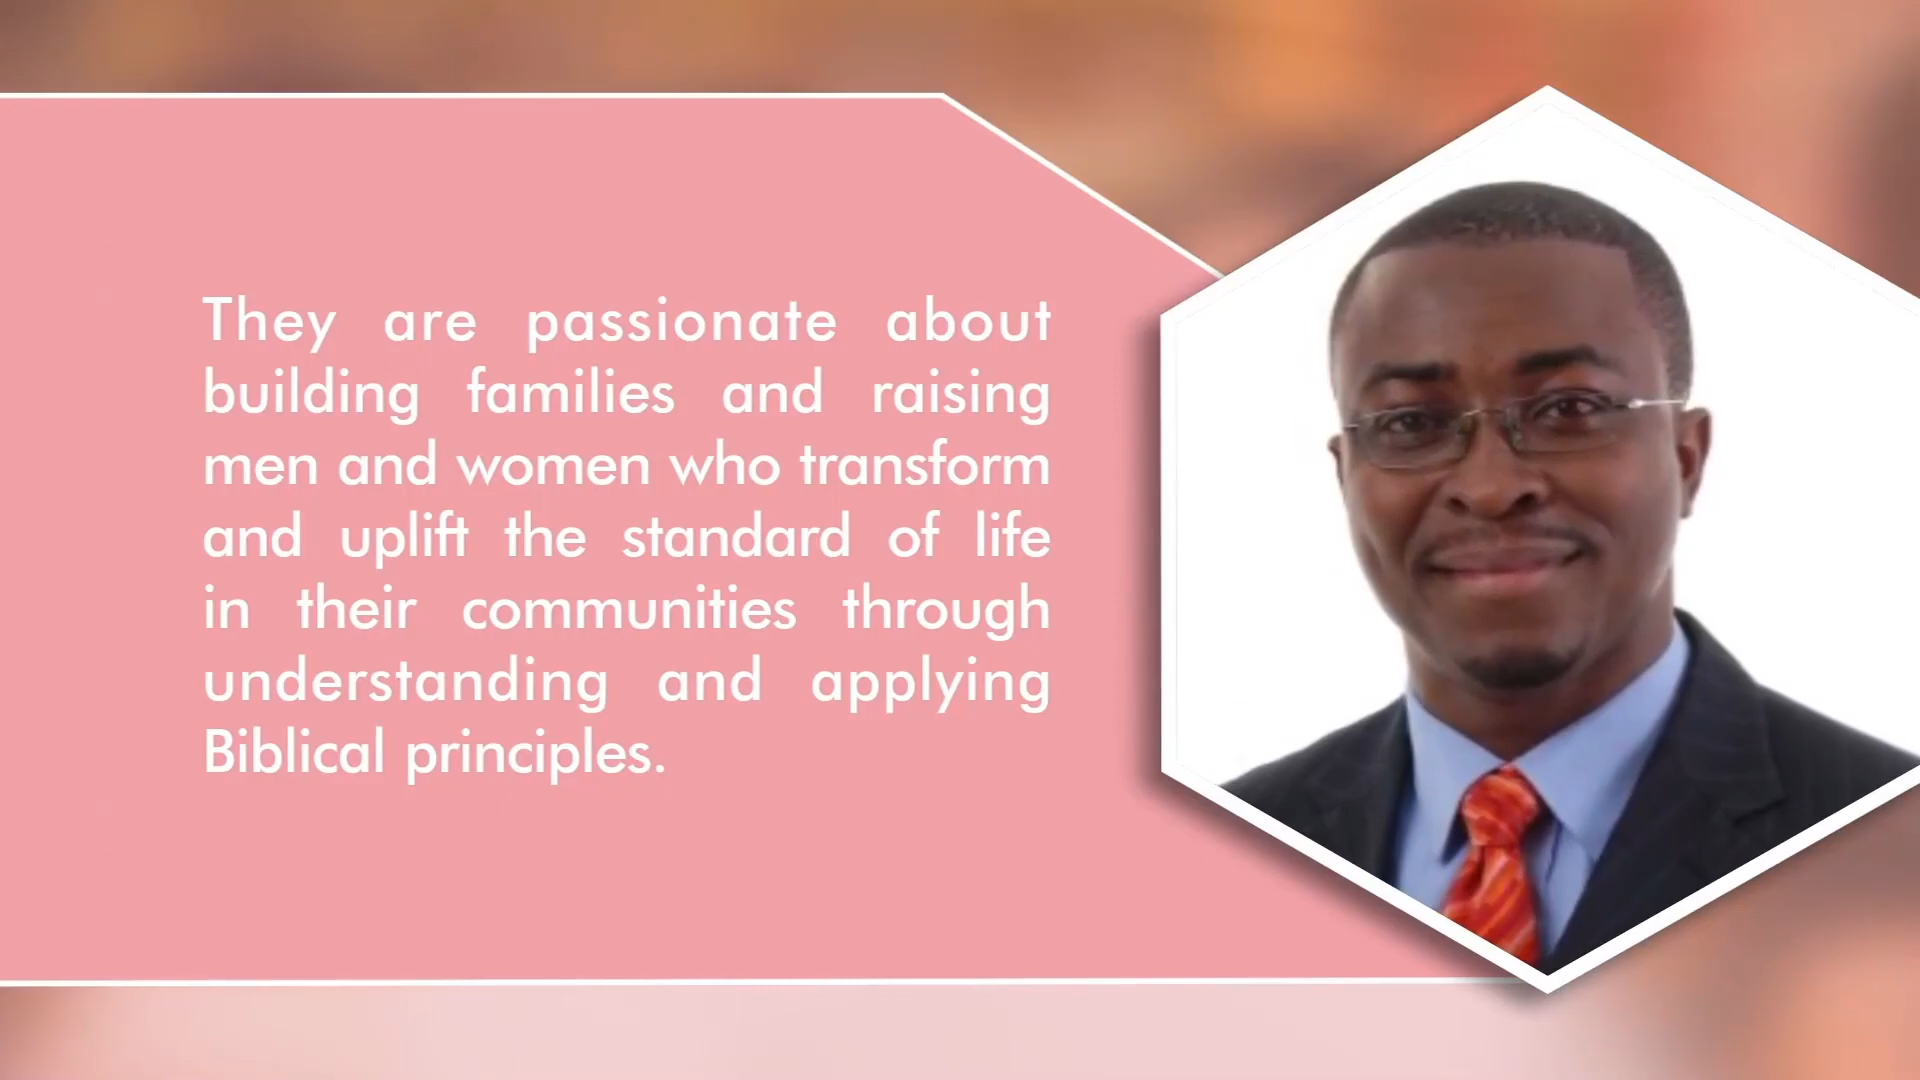 They are passionate about
building families and raising
men and women who transform
and uplift the standard of life
in their communities through
understanding and applying
Biblical principles.